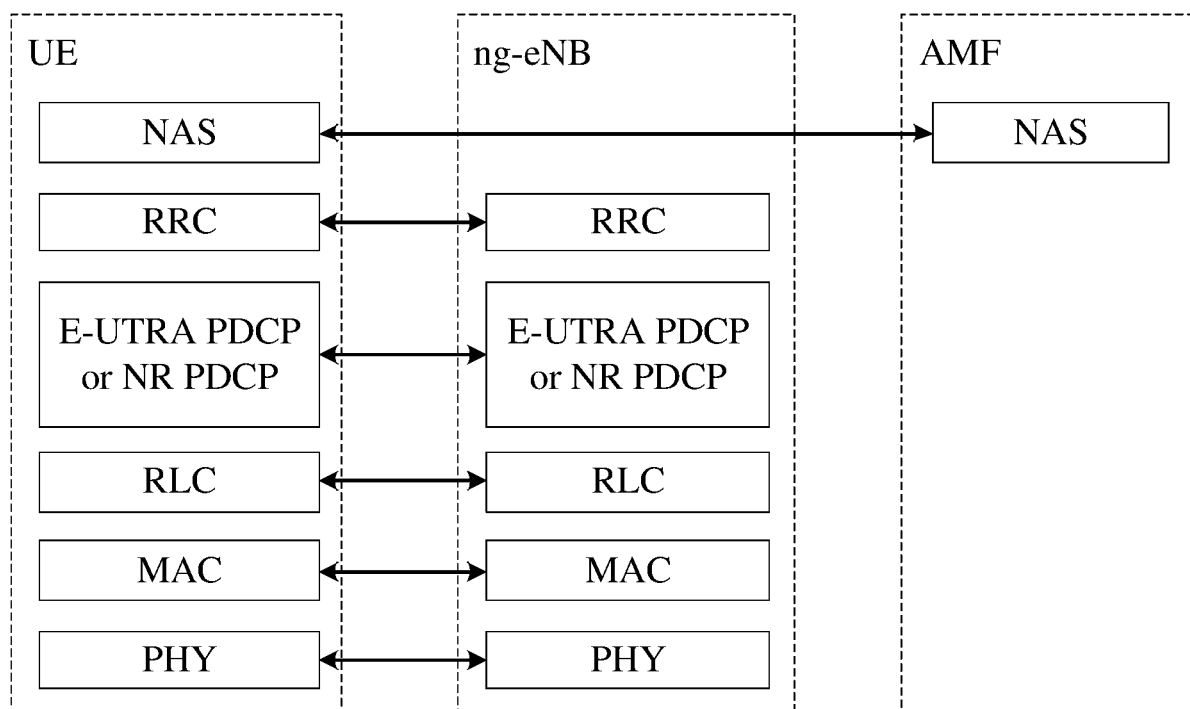 UE
ng-eNB
AMF
NAS
NAS
RRC
RRC
E-UTRA PDCP
or NR PDCP
E-UTRA PDCP
or NR PDCP
RLC
RLC
MAC
MAC
PHY
PHY